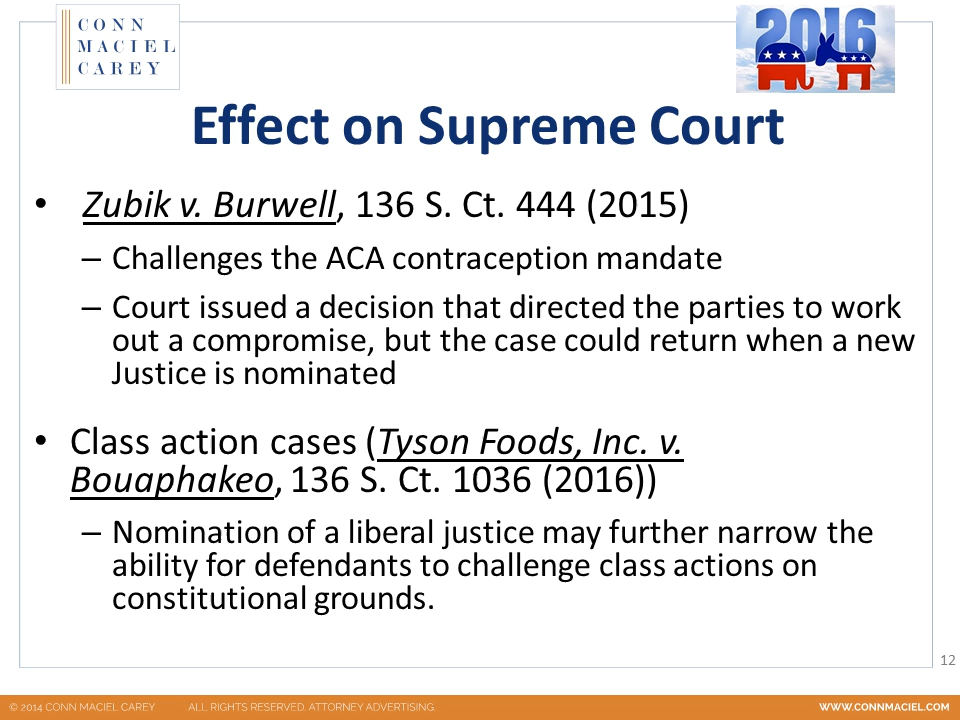 CONN
MACIEL
CAREY
2016
Effect on Supreme Court
• Zubik v. Burwell, 136 S. Ct. 444 (2015)
– Challenges the ACA contraception mandate
– Court issued a decision that directed the parties to work
out a compromise, but the case could return when a new
Justice is nominated
• Class action cases (Tyson Foods, Inc. v.
Bouaphakeo, 136 S. Ct. 1036 (2016))
– Nomination of a liberal justice may further narrow the
ability for defendants to challenge class actions on
constitutional grounds.
12
© 2014 CONN MACIEL CAREY ALL RIGHTS RESERVED. ATTORNEY ADVERTISING. WWW.CONNMACIEL.COM